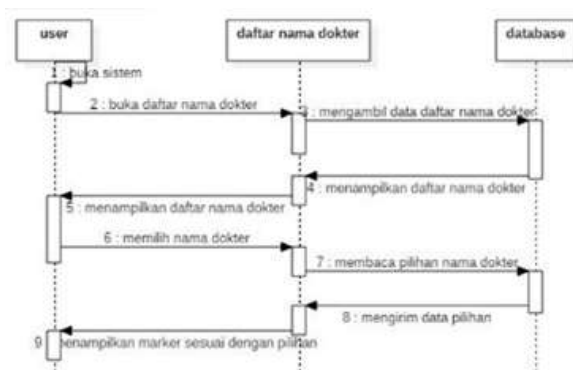 user
daftar nama dokter
database
1 : buka sistem
2 : buka daftar nama dokter
3 : mengambil data daftar nama dokter
4 : menampilkan daftar nama dokter
5 : menampilkan daftar nama dokter
6 : memilih nama dokter
7 : membaca pilihan nama dokter
8 : mengirim data pilihan
9 : menampilkan marker sesuai dengan pilihan